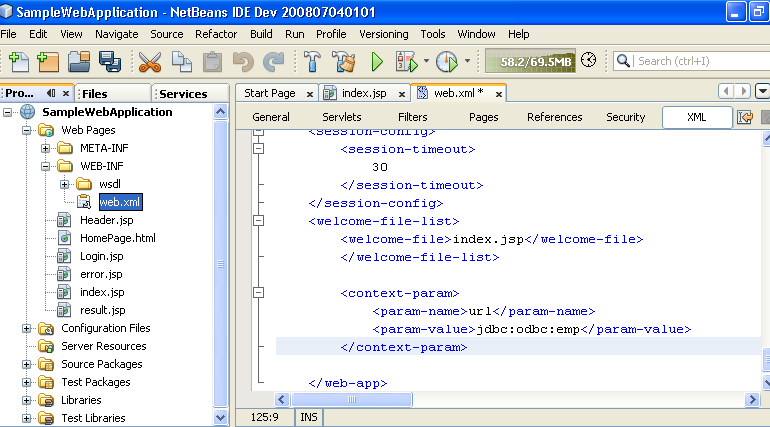 SampleWebApplication - NetBeans IDE Dev 200807040101
File Edit View Navigate Source Refactor Build Run Profile Versioning Tools Window Help
58.2/69.5MB
Search (ctrl+I)
Pro... Files Services
Start Page index.jsp web.xml *
General Servlets Filters Pages References Security XML
SampleWebApplication
Web Pages
META-INF
WEB-INF
wsdl
web.xml
Header.jsp
HomePage.html
Login.jsp
error.jsp
index.jsp
result.jsp
Configuration Files
Server Resources
Source Packages
Test Packages
Libraries
Test Libraries
<session-config>
<session-timeout>
30
</session-timeout>
</session-config>
<welcome-file-list>
<welcome-file>index.jsp</welcome-file>
</welcome-file-list>
<context-param>
<param-name>url</param-name>
<param-value>jdbc:odbc:emp</param-value>
</context-param>
</web-app>
125:9 INS